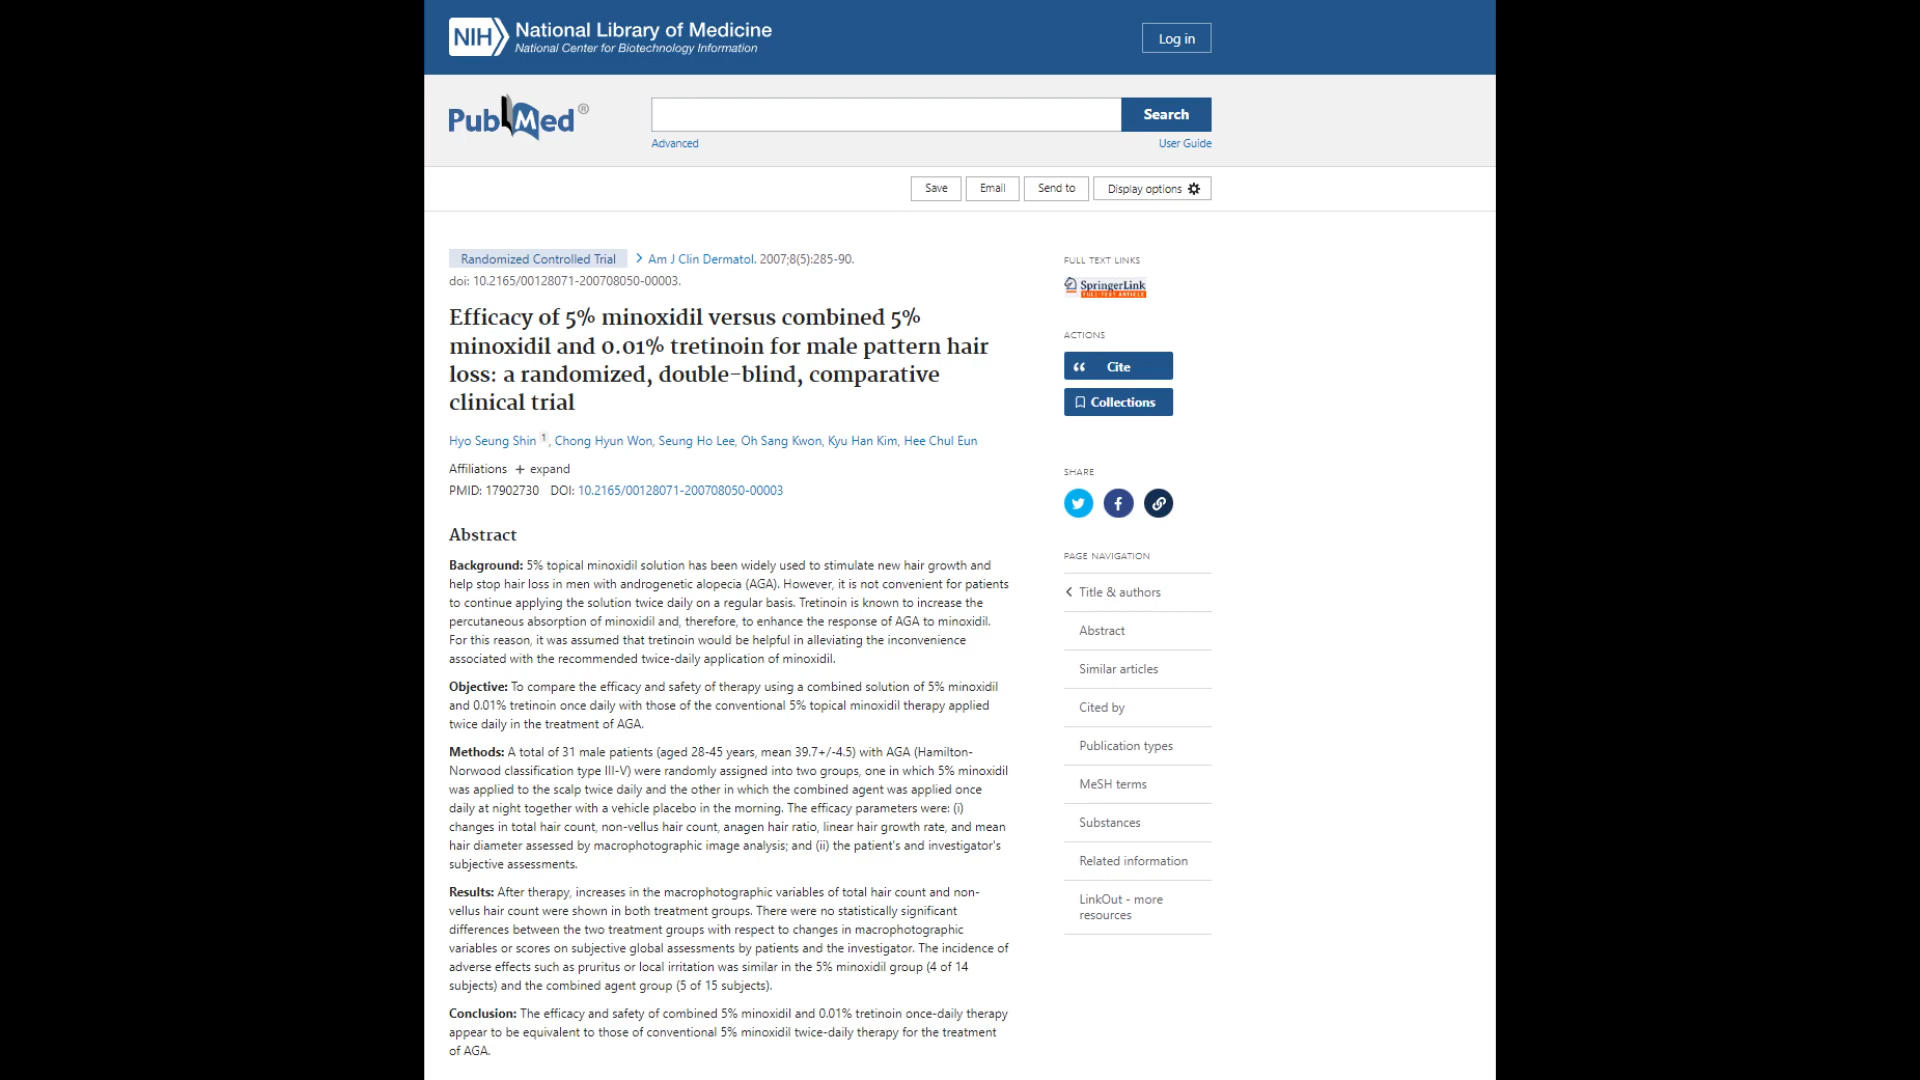 NIH National Library of Medicine
National Center for Biotechnology Information
Log in
PubMed®
Search
Advanced
User Guide
Save
Email
Send to
Display options
Randomized Controlled Trial
Am J Clin Dermatol. 2007;8(5):285-90.
doi: 10.2165/00128071-200708050-00003.
Efficacy of 5% minoxidil versus combined 5%
minoxidil and 0.01% tretinoin for male pattern hair
loss: a randomized, double-blind, comparative
clinical trial
Hyo Seung Shin 1, Chong Hyun Won, Seung Ho Lee, Oh Sang Kwon, Kyu Han Kim, Hee Chul Eun
Affiliations + expand
PMID: 17902730 DOI: 10.2165/00128071-200708050-00003
Abstract
Background: 5% topical minoxidil solution has been widely used to stimulate new hair growth and
help stop hair loss in men with androgenetic alopecia (AGA). However, it is not convenient for patients
to continue applying the solution twice daily on a regular basis. Tretinoin is known to increase the
percutaneous absorption of minoxidil and, therefore, to enhance the response of AGA to minoxidil.
For this reason, it was assumed that tretinoin would be helpful in alleviating the inconvenience
associated with the recommended twice-daily application of minoxidil.
Objective: To compare the efficacy and safety of therapy using a combined solution of 5% minoxidil
and 0.01% tretinoin once daily with those of the conventional 5% topical minoxidil therapy applied
twice daily in the treatment of AGA.
Methods: A total of 31 male patients (aged 28-45 years, mean 39.7+/-4.5) with AGA (Hamilton-
Norwood classification type III-V) were randomly assigned into two groups, one in which 5% minoxidil
was applied to the scalp twice daily and the other in which the combined agent was applied once
daily at night together with a vehicle placebo in the morning. The efficacy parameters were: (i)
changes in total hair count, non-vellus hair count, anagen hair ratio, linear hair growth rate, and mean
hair diameter assessed by macrophotographic image analysis; and (ii) the patient's and investigator's
subjective assessments.
Results: After therapy, increases in the macrophotographic variables of total hair count and non-
vellus hair count were shown in both treatment groups. There were no statistically significant
differences between the two treatment groups with respect to changes in macrophotographic
variables or scores on subjective global assessments by patients and the investigator. The incidence of
adverse effects such as pruritus or local irritation was similar in the 5% minoxidil group (4 of 14
subjects) and the combined agent group (5 of 15 subjects).
Conclusion: The efficacy and safety of combined 5% minoxidil and 0.01% tretinoin once-daily therapy
appear to be equivalent to those of conventional 5% minoxidil twice-daily therapy for the treatment
of AGA.
FULL TEXT LINKS
SpringerLink
FULL-TEXT ARTICLE
ACTIONS
Cite
Collections
SHARE
PAGE NAVIGATION
Title & authors
Abstract
Similar articles
Cited by
Publication types
MeSH terms
Substances
Related information
LinkOut - more
resources